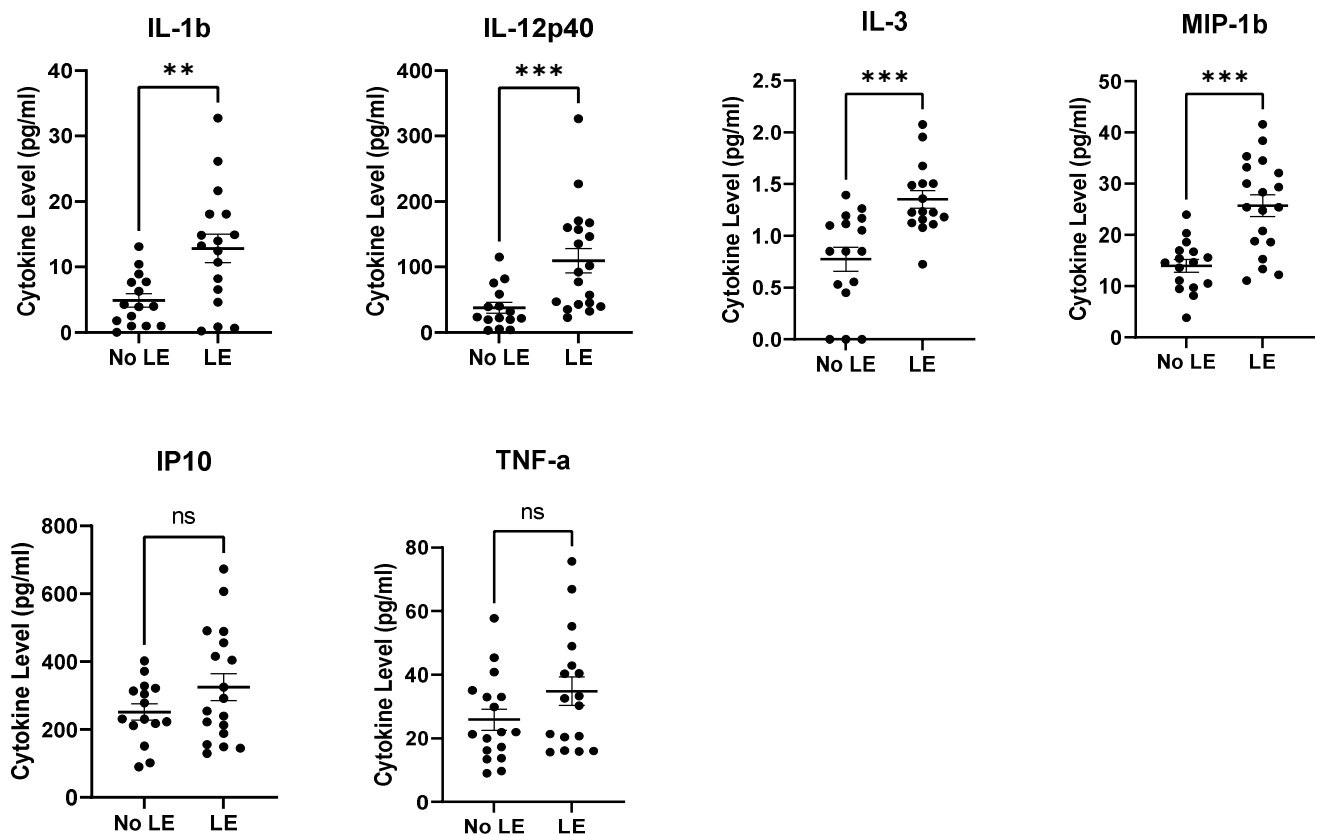 IL-1b
**
Cytokine Level (pg/ml)
40
30
20
10
0
No LE
LE
IL-12p40
***
Cytokine Level (pg/ml)
400
300
200
100
0
No LE
LE
IL-3
***
Cytokine Level (pg/ml)
2.5
2.0
1.5
1.0
0.5
0.0
No LE
LE
MIP-1b
***
Cytokine Level (pg/ml)
50
40
30
20
10
0
No LE
LE
IP10
ns
Cytokine Level (pg/ml)
800
600
400
200
0
No LE
LE
TNF-a
ns
Cytokine Level (pg/ml)
80
60
40
20
0
No LE
LE